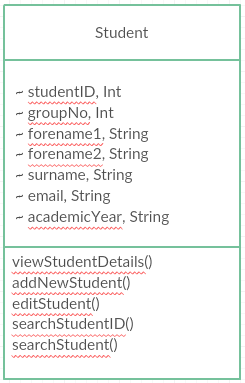 Student
~ studentID, Int
~ groupNo, Int
~ forename1, String
~ forename2, String
~ surname, String
~ email, String
~ academicYear, String
viewStudentDetails()
addNewStudent()
editStudent()
searchStudentID()
searchStudent()